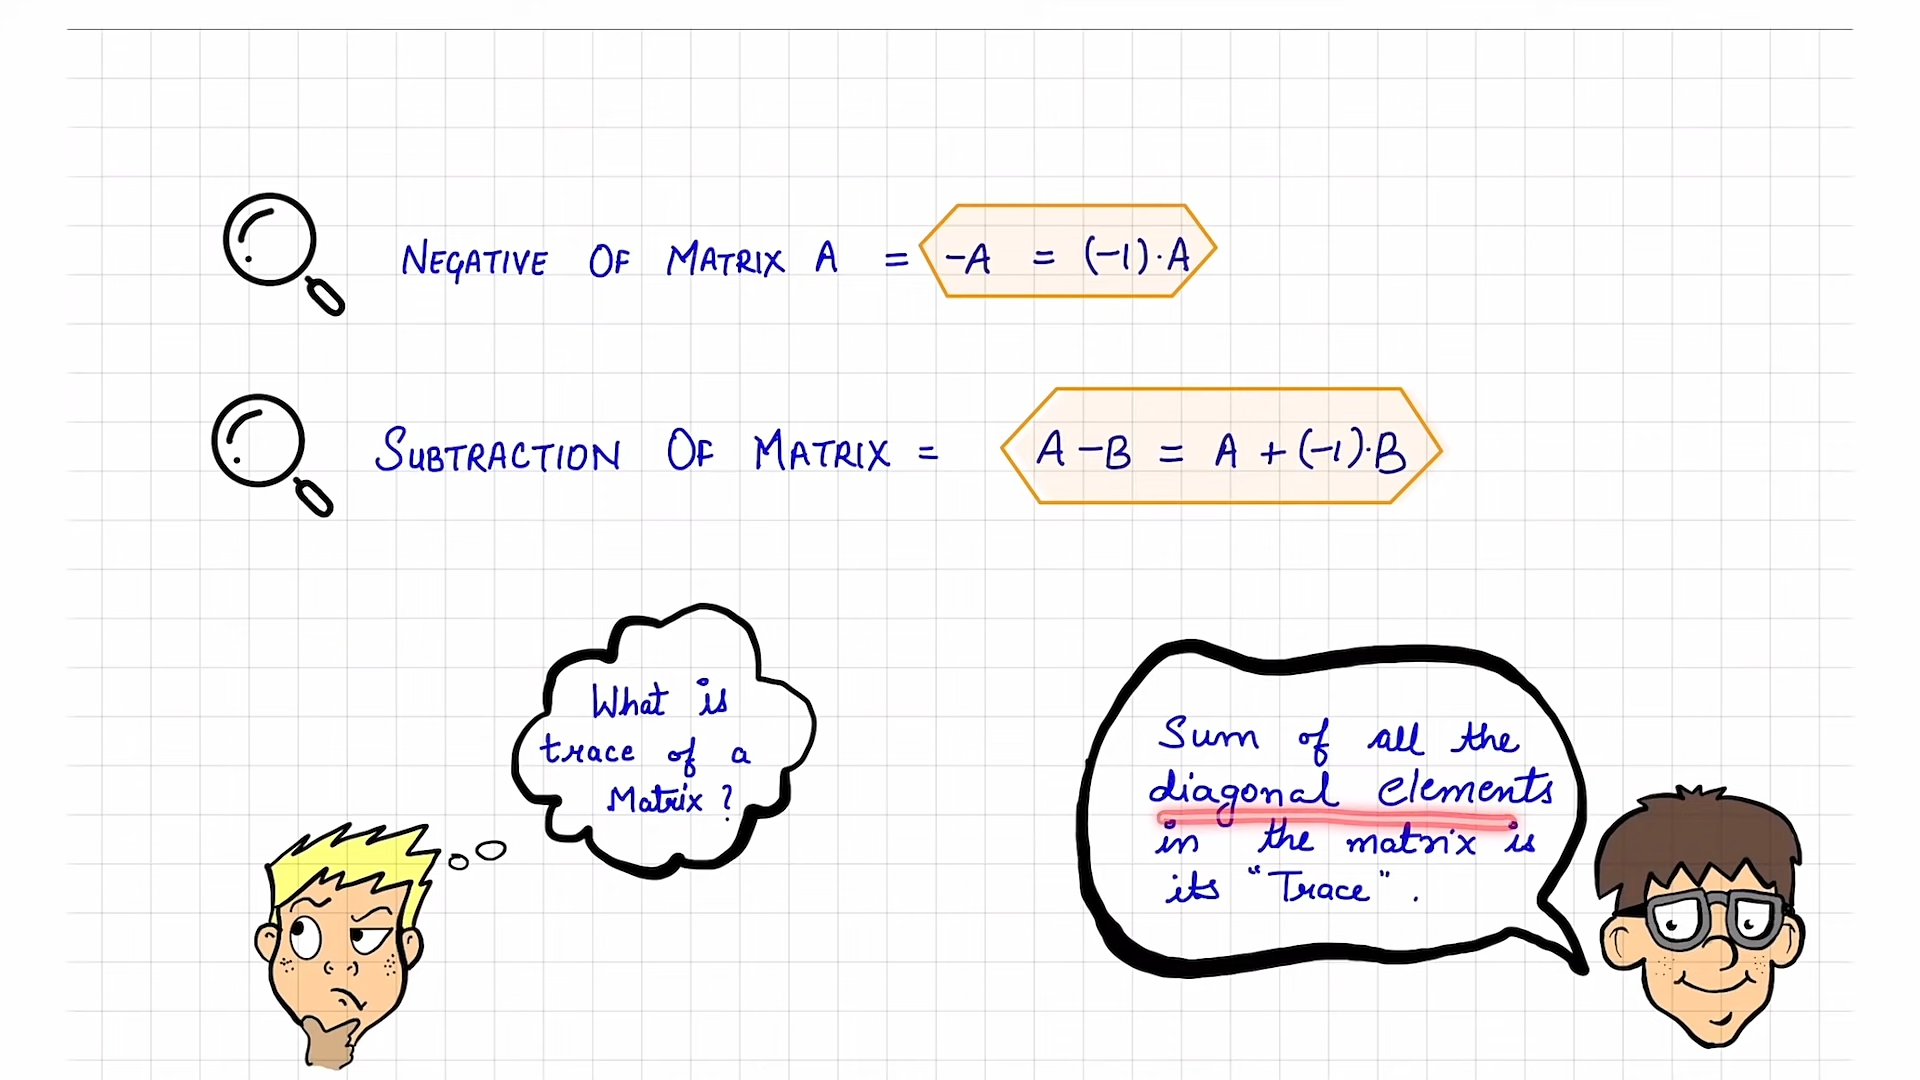 NEGATIVE OF MATRIX A = -A = (-1)·A
SUBTRACTION OF MATRIX = A-B = A+(-1)·B
What is
trace of a
Matrix ?
Sum of all the
diagonal elements
in the matrix is
its "Trace".